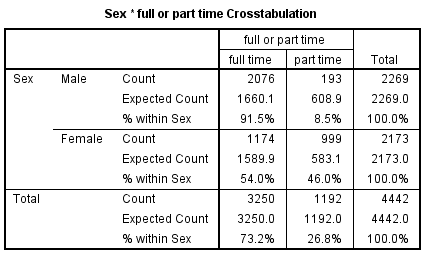 Sex * full or part time Crosstabulation
full or part time
full time part time Total
Sex Male Count 2076 193 2269
Expected Count 1660.1 608.9 2269.0
% within Sex 91.5% 8.5% 100.0%
Female Count 1174 999 2173
Expected Count 1589.9 583.1 2173.0
% within Sex 54.0% 46.0% 100.0%
Total Count 3250 1192 4442
Expected Count 3250.0 1192.0 4442.0
% within Sex 73.2% 26.8% 100.0%